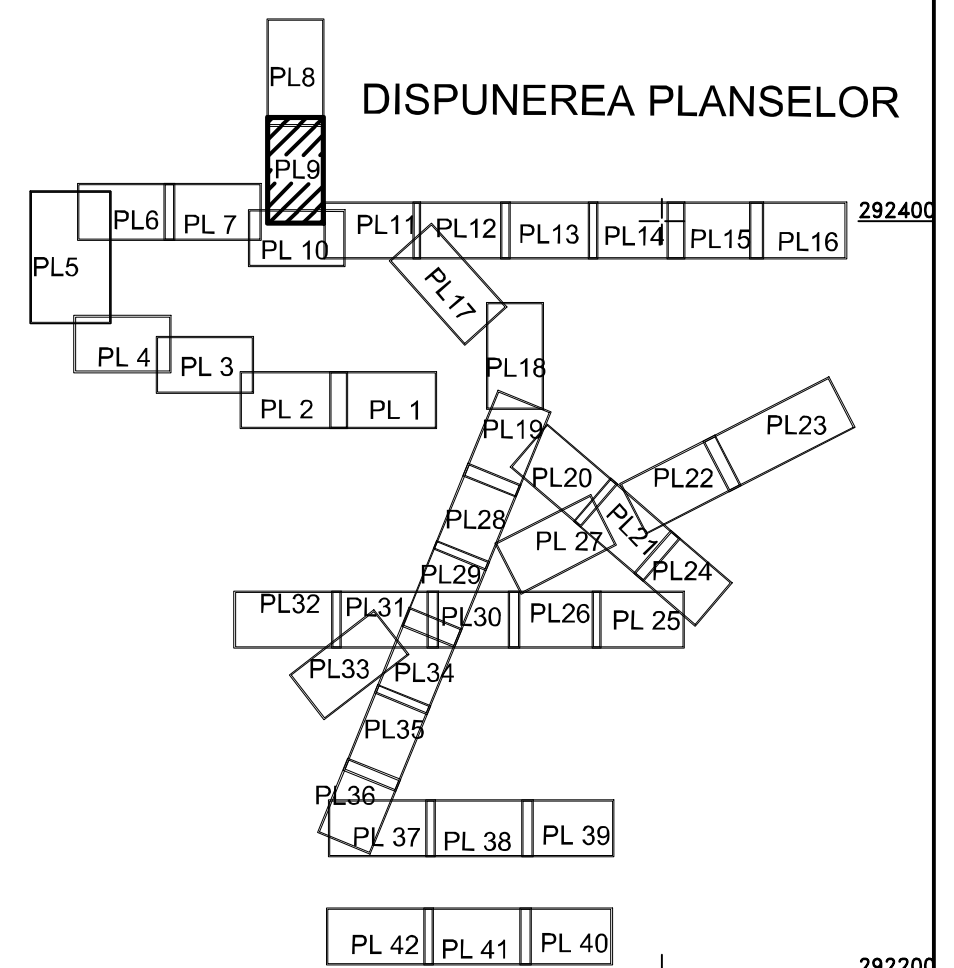 PL8
DISPUNEREA PLANSELOR
PL9
PL6
PL 7
PL 10
PL11
PL12
PL13
PL14
PL15
PL16
292400
PL5
PL17
PL 4
PL 3
PL18
PL 2
PL 1
PL19
PL23
PL20
PL22
PL28
PL21
PL 27
PL29
PL24
PL32
PL31
PL30
PL26
PL 25
PL33
PL34
PL35
PL36
PL 37
PL 38
PL 39
PL 42
PL 41
PL 40
292200